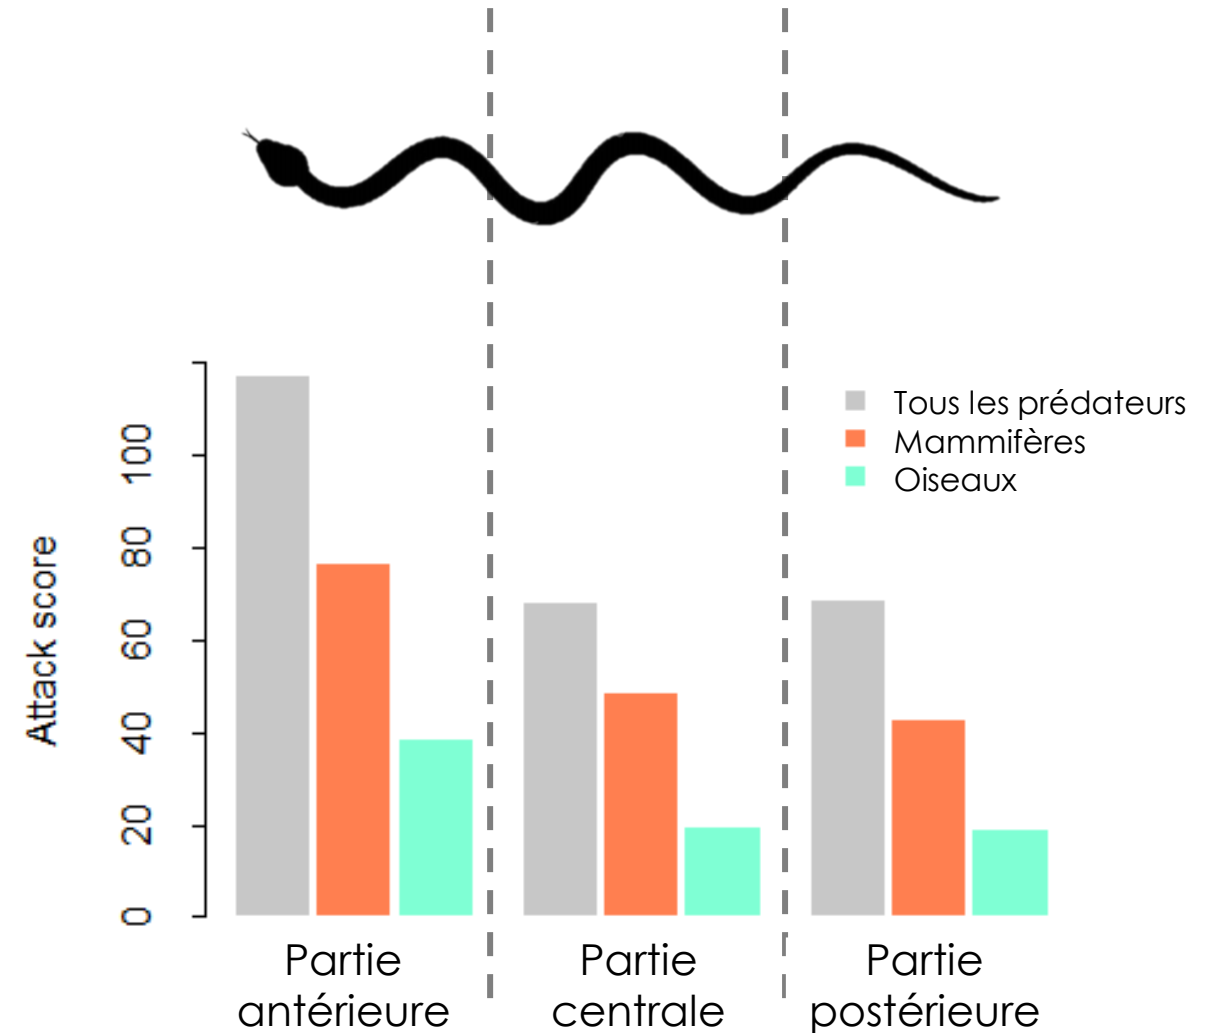 Tous les prédateurs
Mammifères
Oiseaux
Attack score
100
80
60
40
20
0
Partie
antérieure
Partie
centrale
Partie
postérieure